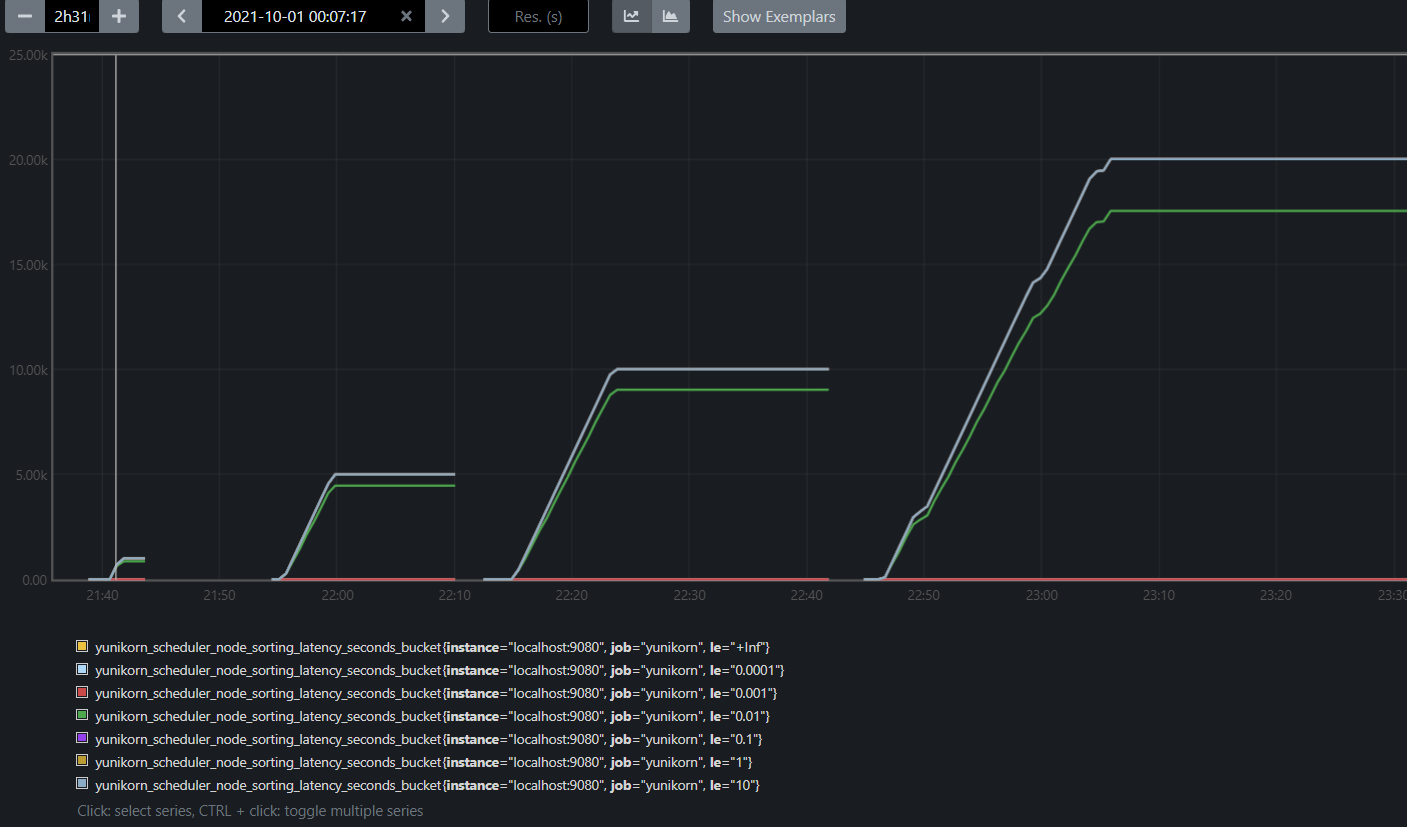 2h31
2021-10-01 00:07:17
Res. (s)
Show Exemplars
25.00k
20.00k
15.00k
10.00k
5.00k
0.00
21:40 21:50 22:00 22:10 22:20 22:30 22:40 22:50 23:00 23:10 23:20 23:30
yunikorn_scheduler_node_sorting_latency_seconds_bucket{instance="localhost:9080", job="yunikorn", le="+Inf"}
yunikorn_scheduler_node_sorting_latency_seconds_bucket{instance="localhost:9080", job="yunikorn", le="0.0001"}
yunikorn_scheduler_node_sorting_latency_seconds_bucket{instance="localhost:9080", job="yunikorn", le="0.001"}
yunikorn_scheduler_node_sorting_latency_seconds_bucket{instance="localhost:9080", job="yunikorn", le="0.01"}
yunikorn_scheduler_node_sorting_latency_seconds_bucket{instance="localhost:9080", job="yunikorn", le="0.1"}
yunikorn_scheduler_node_sorting_latency_seconds_bucket{instance="localhost:9080", job="yunikorn", le="1"}
yunikorn_scheduler_node_sorting_latency_seconds_bucket{instance="localhost:9080", job="yunikorn", le="10"}
Click: select series, CTRL + click: toggle multiple series